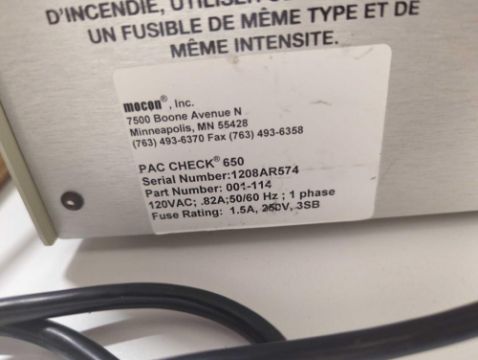 D'INCENDIE, UTILISER
UN FUSIBLE DE MÊME TYPE ET DE
MÊME INTENSITE.
mocon®, Inc.
7500 Boone Avenue N
Minneapolis, MN 55428
(763) 493-6370 Fax (763) 493-6358
PAC CHECK® 650
Serial Number:1208AR574
Part Number: 001-114
120VAC; .82A;50/60 Hz ; 1 phase
Fuse Rating: 1.5A, 250V, 3SB